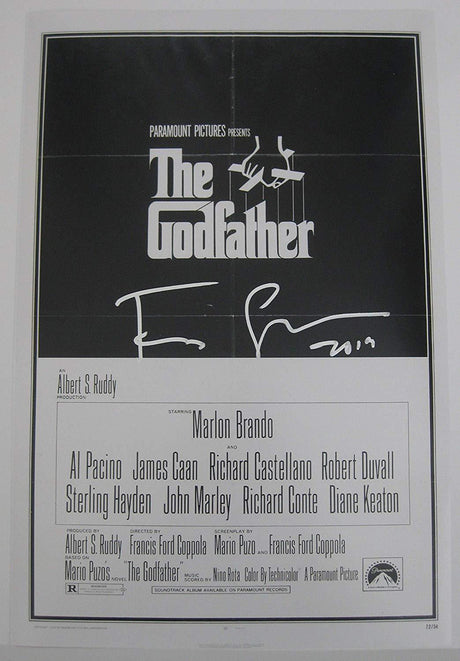 PARAMOUNT PICTURES PRESENTS
The
Godfather
2019
AN
Albert S. Ruddy
PRODUCTION
STARRING Marlon Brando
AND
Al Pacino James Caan Richard Castellano Robert Duvall
Sterling Hayden John Marley Richard Conte Diane Keaton
PRODUCED BY DIRECTED BY SCREENPLAY BY
Albert S. Ruddy Francis Ford Coppola Mario Puzo AND Francis Ford Coppola
BASED ON
Mario Puzo's NOVEL "The Godfather" MUSIC SCORED BY Nino Rota Color By Technicolor® A Paramount Picture
R RESTRICTED
SOUNDTRACK ALBUM AVAILABLE ON PARAMOUNT RECORDS
Paramount
72/34